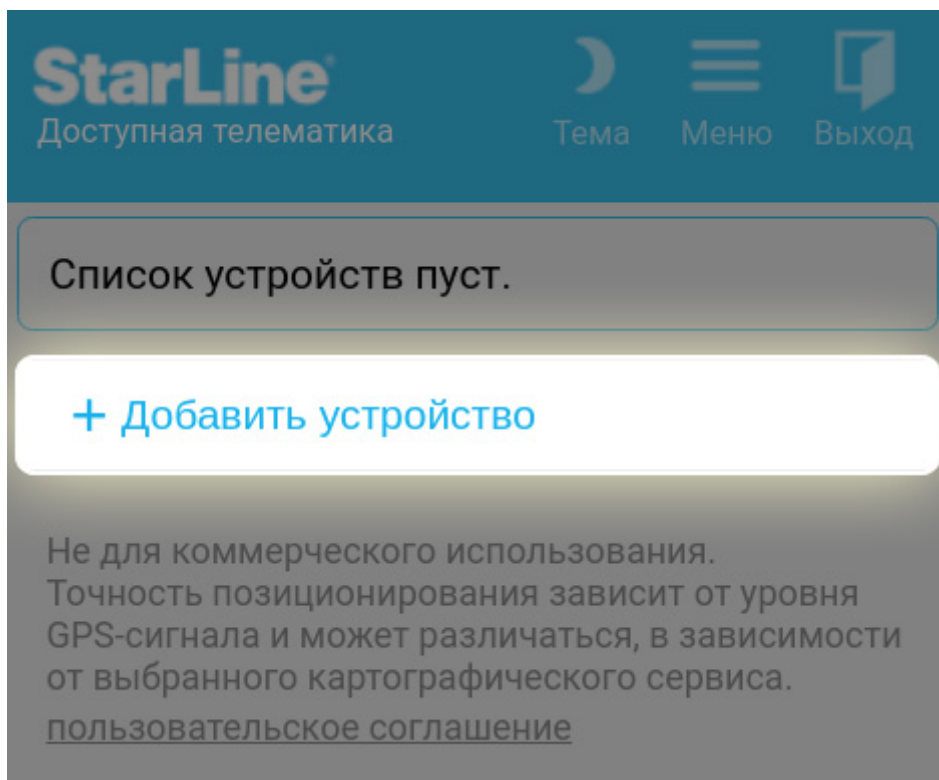 StarLine
Доступная телематика
Тема
Меню
Выход
Список устройств пуст.
+ Добавить устройство
Не для коммерческого использования.
Точность позиционирования зависит от уровня
GPS-сигнала и может различаться, в зависимости
от выбранного картографического сервиса.
пользовательское соглашение